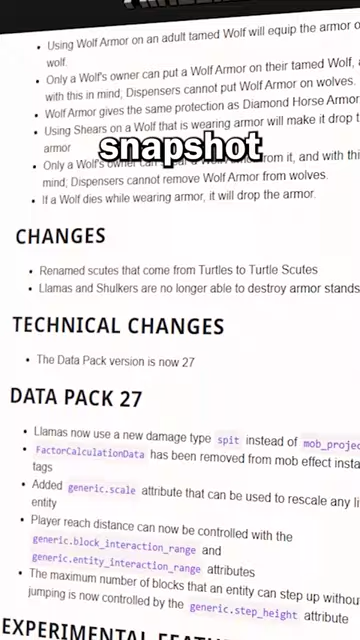 Using Wolf Armor on an adult tamed Wolf will equip the armor o
wolf.
Only a Wolf's owner can put a Wolf Armor on their tamed Wolf,
with this in mind; Dispensers cannot put Wolf Armor on wolves.
Wolf Armor gives the same protection as Diamond Horse Armor
Using Shears on a Wolf that is wearing armor will make it drop t
armor
snapshot
Only a Wolf's owner can from it, and with thi
mind; Dispensers cannot remove Wolf Armor from wolves.
If a Wolf dies while wearing armor, it will drop the armor.
CHANGES
Renamed scutes that come from Turtles to Turtle Scutes
Llamas and Shulkers are no longer able to destroy armor stands
TECHNICAL CHANGES
The Data Pack version is now 27
DATA PACK 27
Llamas now use a new damage type spit instead of mob_projec
FactorCalculationData has been removed from mob effect insta
tags
Added generic.scale attribute that can be used to rescale any li
entity
Player reach distance can now be controlled with the
generic.block_interaction_range and
generic.entity_interaction_range attributes
The maximum number of blocks that an entity can step up withou
jumping is now controlled by the generic.step_height attribute
EXPERIMENTAL FEATU